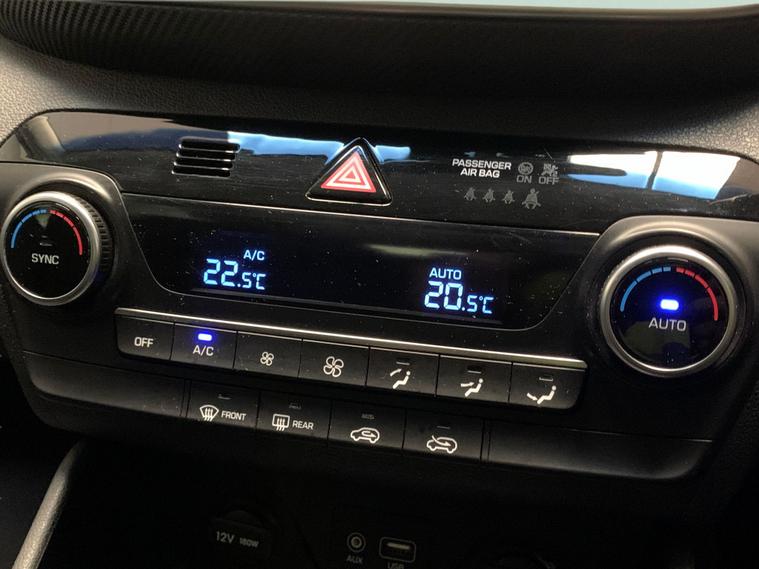 PASSENGER
AIR BAG
ON OFF
A/C
22.5°C
AUTO
20.5°C
SYNC
AUTO
OFF
A/C
FRONT
REAR
12V 180W
AUX
USB